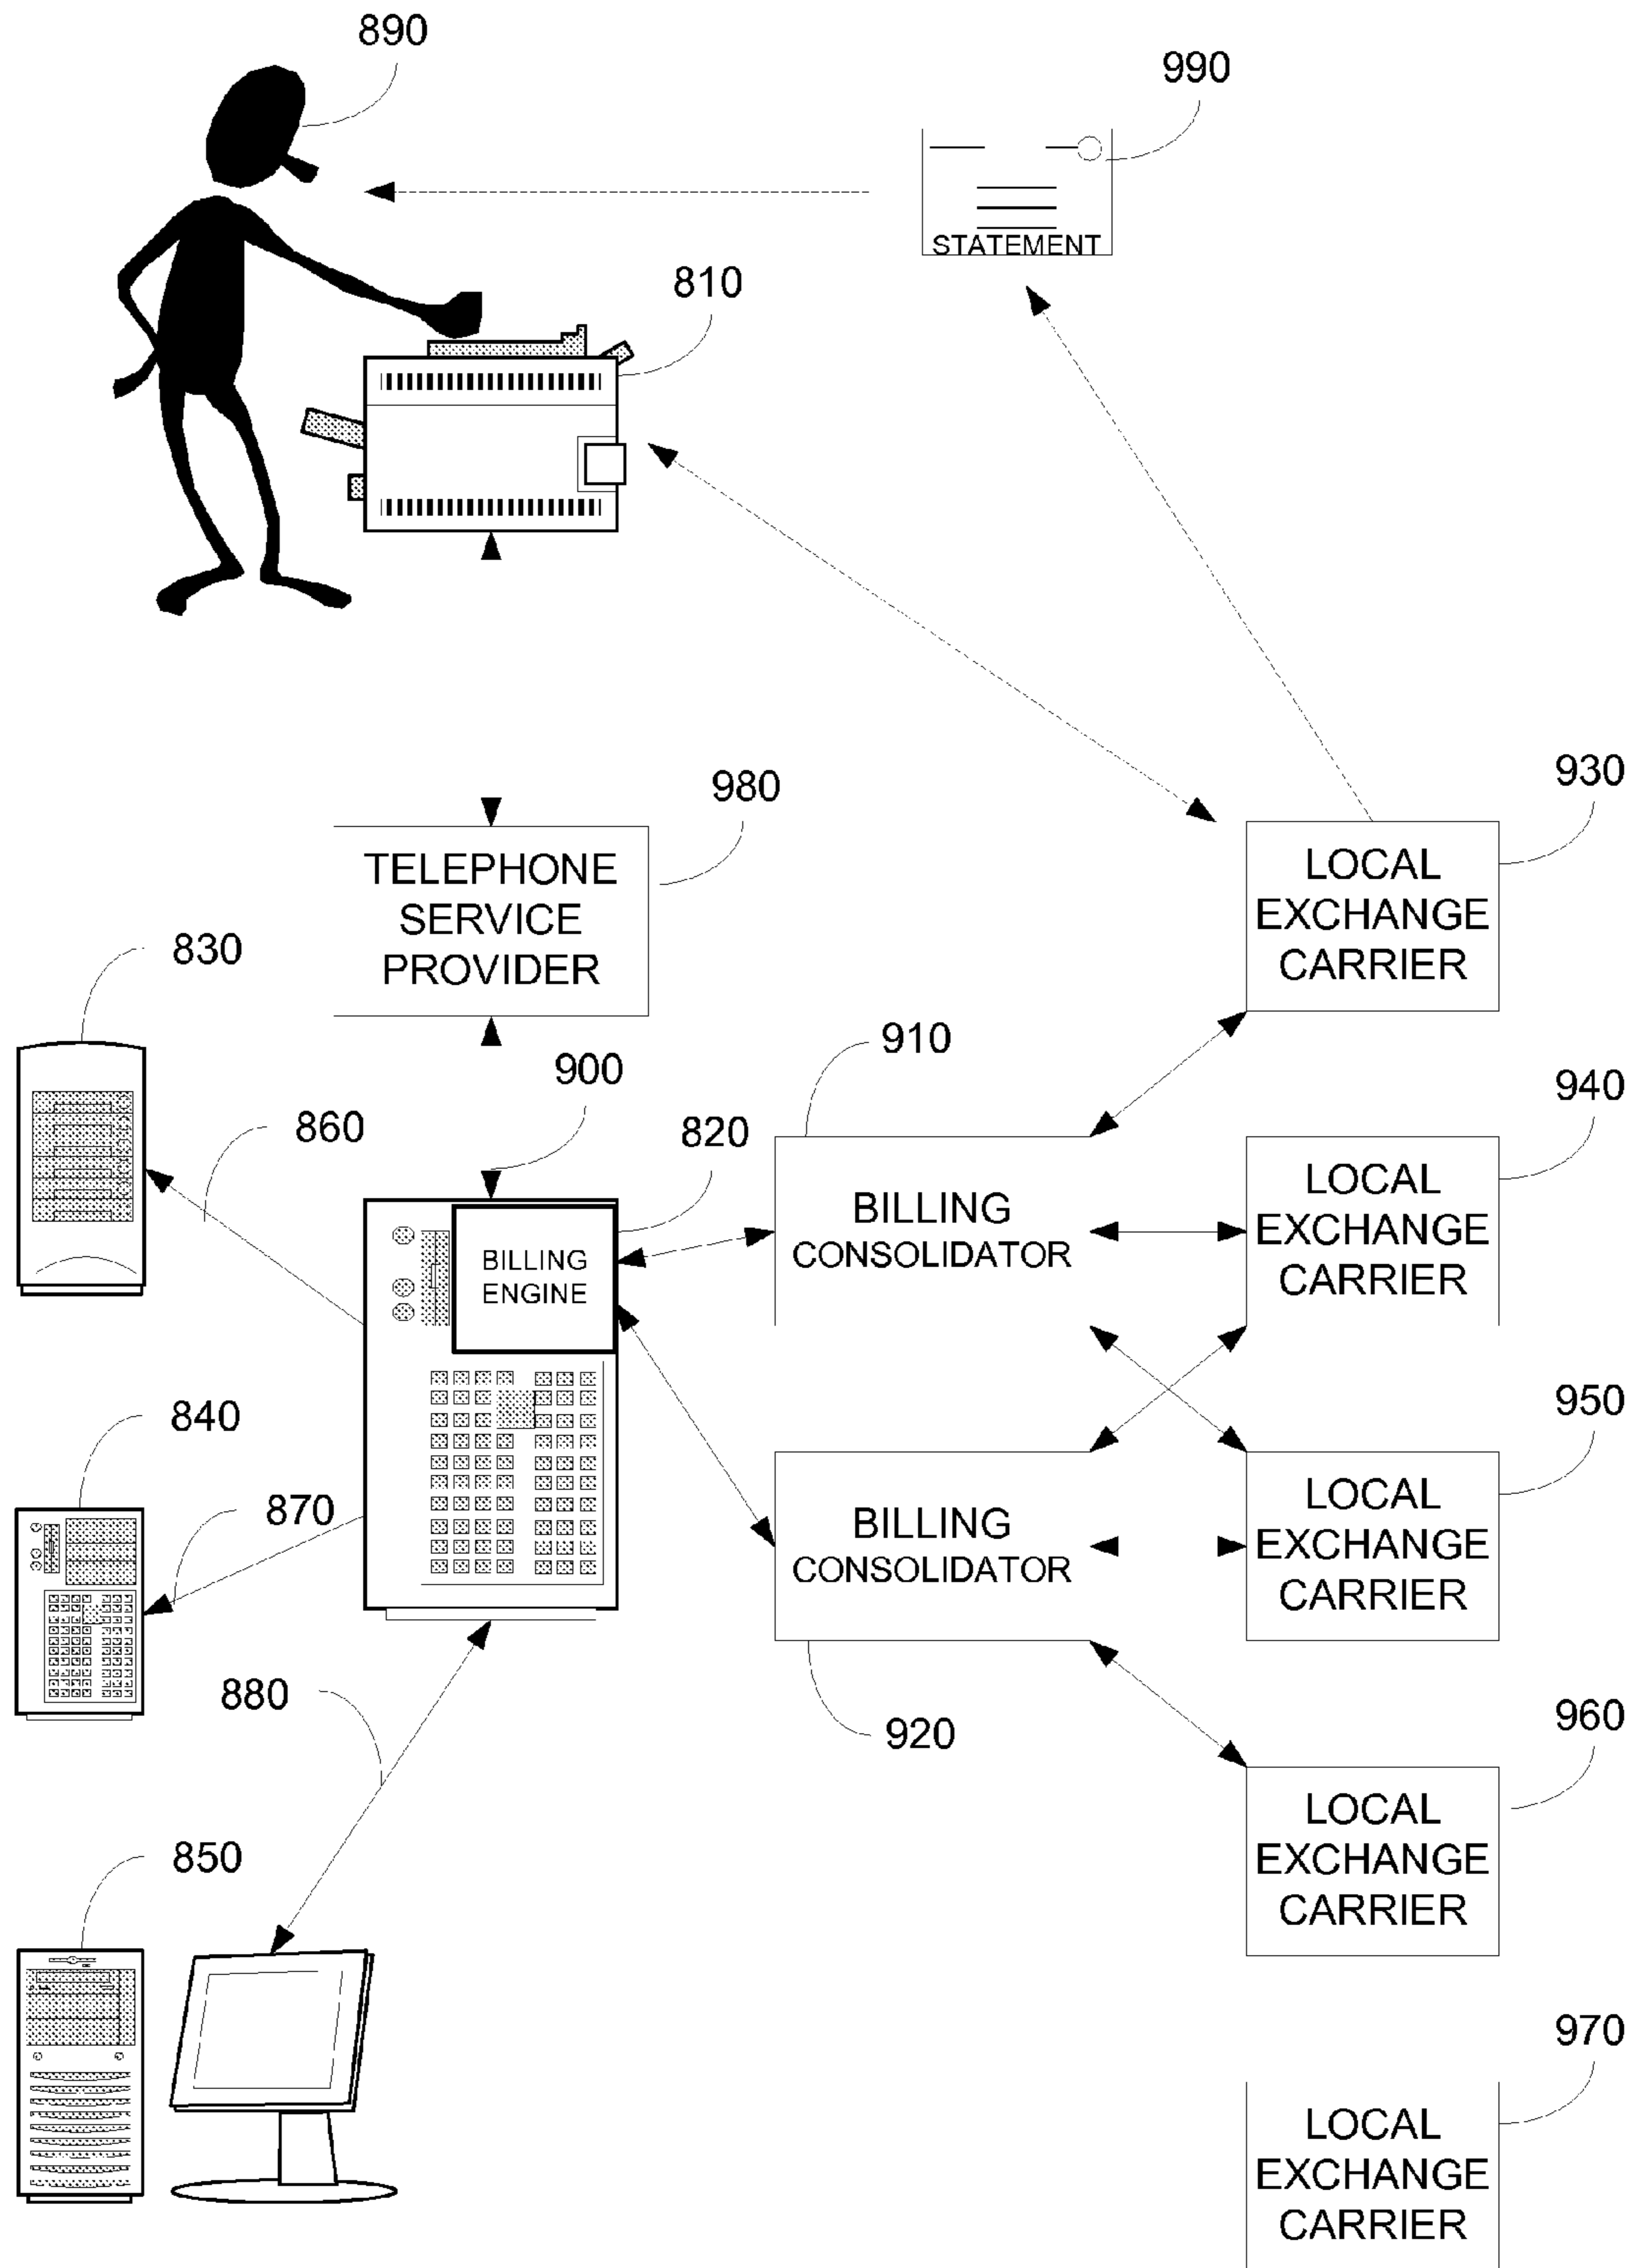 890
990
STATEMENT
810
930
980
LOCAL
EXCHANGE
CARRIER
TELEPHONE
SERVICE
PROVIDER
830
910
900
940
860
820
LOCAL
EXCHANGE
CARRIER
BILLING
CONSOLIDATOR
BILLING
ENGINE
950
840
870
LOCAL
EXCHANGE
CARRIER
BILLING
CONSOLIDATOR
880
920
960
LOCAL
EXCHANGE
CARRIER
850
970
LOCAL
EXCHANGE
CARRIER